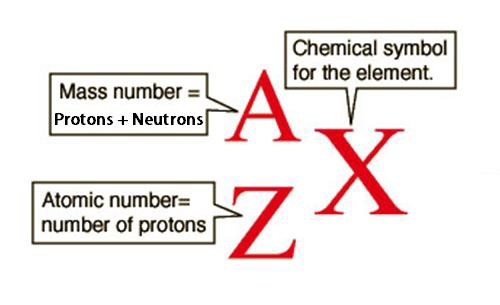 Mass number =
Protons + Neutrons
A
Chemical symbol
for the element.
X
Atomic number=
number of protons
Z